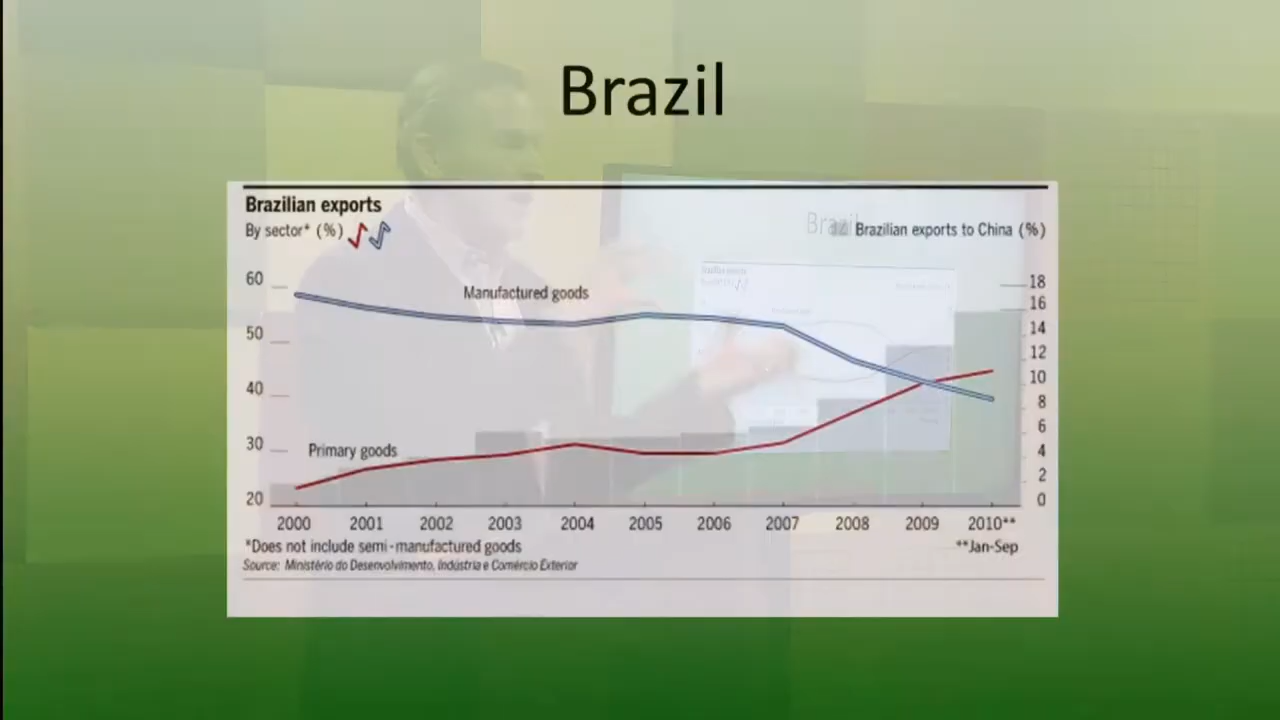 Brazil
Brazilian exports
By sector* (%)
Brazilian exports to China (%)
Brazil
Manufactured goods
Primary goods
60
50
40
30
20
18
16
14
12
10
8
6
4
2
0
2000 2001 2002 2003 2004 2005 2006 2007 2008 2009 2010**
*Does not include semi-manufactured goods
**Jan-Sep
Source: Ministério do Desenvolvimento, Indústria e Comércio Exterior